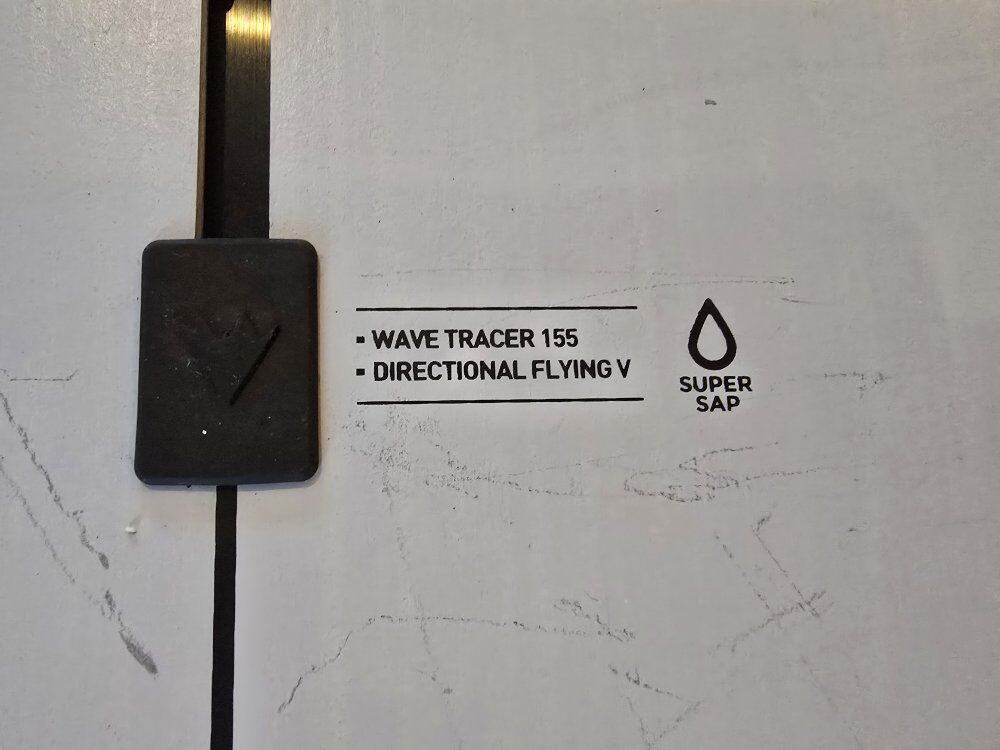 ▪ WAVE TRACER 155
▪ DIRECTIONAL FLYING V
SUPER
SAP